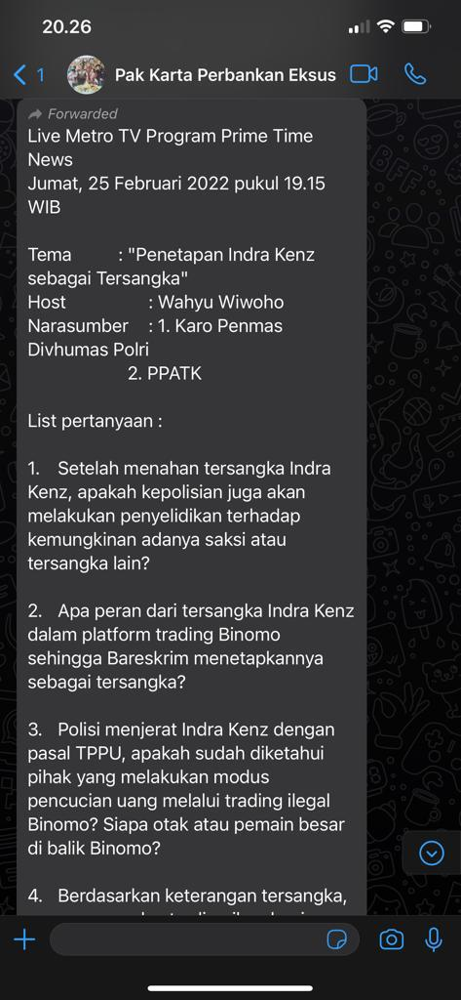 20.26
1
Pak Karta Perbankan Eksus
Forwarded
Live Metro TV Program Prime Time
News
Jumat, 25 Februari 2022 pukul 19.15
WIB
Tema : "Penetapan Indra Kenz
sebagai Tersangka"
Host : Wahyu Wiwoho
Narasumber : 1. Karo Penmas
Divhumas Polri
2. PPATK
List pertanyaan :
1. Setelah menahan tersangka Indra
Kenz, apakah kepolisian juga akan
melakukan penyelidikan terhadap
kemungkinan adanya saksi atau
tersangka lain?
2. Apa peran dari tersangka Indra Kenz
dalam platform trading Binomo
sehingga Bareskrim menetapkannya
sebagai tersangka?
3. Polisi menjerat Indra Kenz dengan
pasal TPPU, apakah sudah diketahui
pihak yang melakukan modus
pencucian uang melalui trading ilegal
Binomo? Siapa otak atau pemain besar
di balik Binomo?
4. Berdasarkan keterangan tersangka,